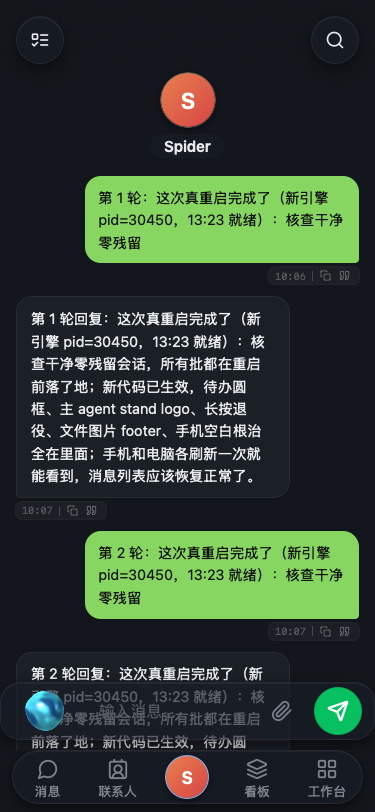 S
Spider
第 1 轮：这次真重启完成了（新引擎
pid=30450，13:23 就绪）：核查干净
零残留
10:06
第 1 轮回复：这次真重启完成了（新
引擎 pid=30450，13:23 就绪）：核
查干净零残留会话，所有批都在重启
前落了地；新代码已生效，待办圆
框、主 agent stand logo、长按退
役、文件图片 footer、手机空白根治
全在里面；手机和电脑各刷新一次就
能看到，消息列表应该恢复正常了。
10:07
第 2 轮：这次真重启完成了（新引擎
pid=30450，13:23 就绪）：核查干净
零残留
10:07
第 2 轮回复：这次真重启完成了（新
引擎 pid=30450，13:23 就绪）：核
查干净零残留会话，所有批都在重启
输入消息
前落了地；新代码已生效，待办圆
消息
联系人
S
看板
工作台